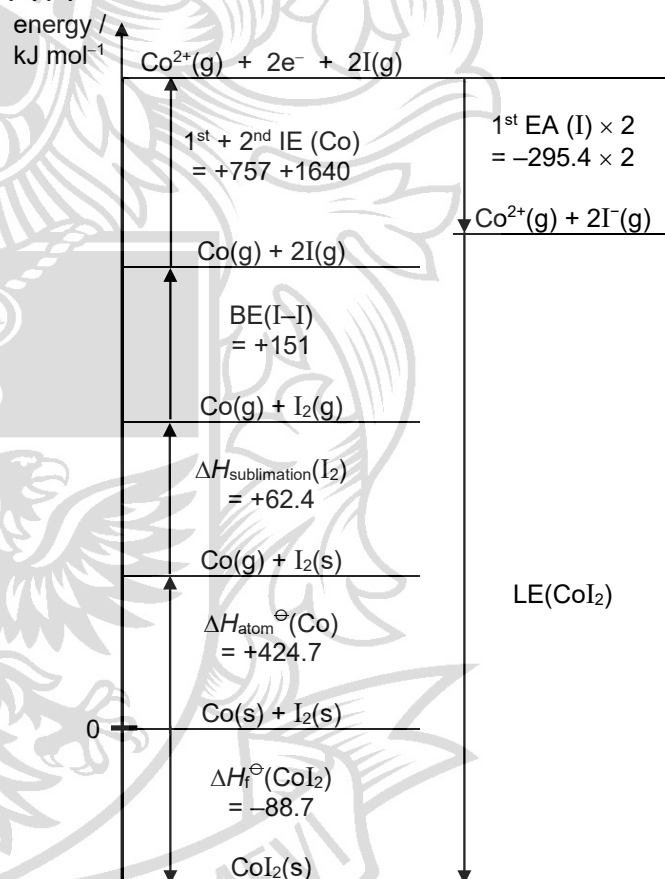 energy /
kJ mol⁻¹
Co²⁺(g) + 2e⁻ + 2I(g)
1ˢᵗ + 2ⁿᵈ IE (Co)
= +757 +1640
1ˢᵗ EA (I) × 2
= –295.4 × 2
Co²⁺(g) + 2I⁻(g)
Co(g) + 2I(g)
BE(I–I)
= +151
Co(g) + I₂(g)
ΔHsublimation(I₂)
= +62.4
Co(g) + I₂(s)
LE(CoI₂)
ΔHatom⦵(Co)
= +424.7
Co(s) + I₂(s)
0
ΔHf⦵(CoI₂)
= –88.7
CoI₂(s)